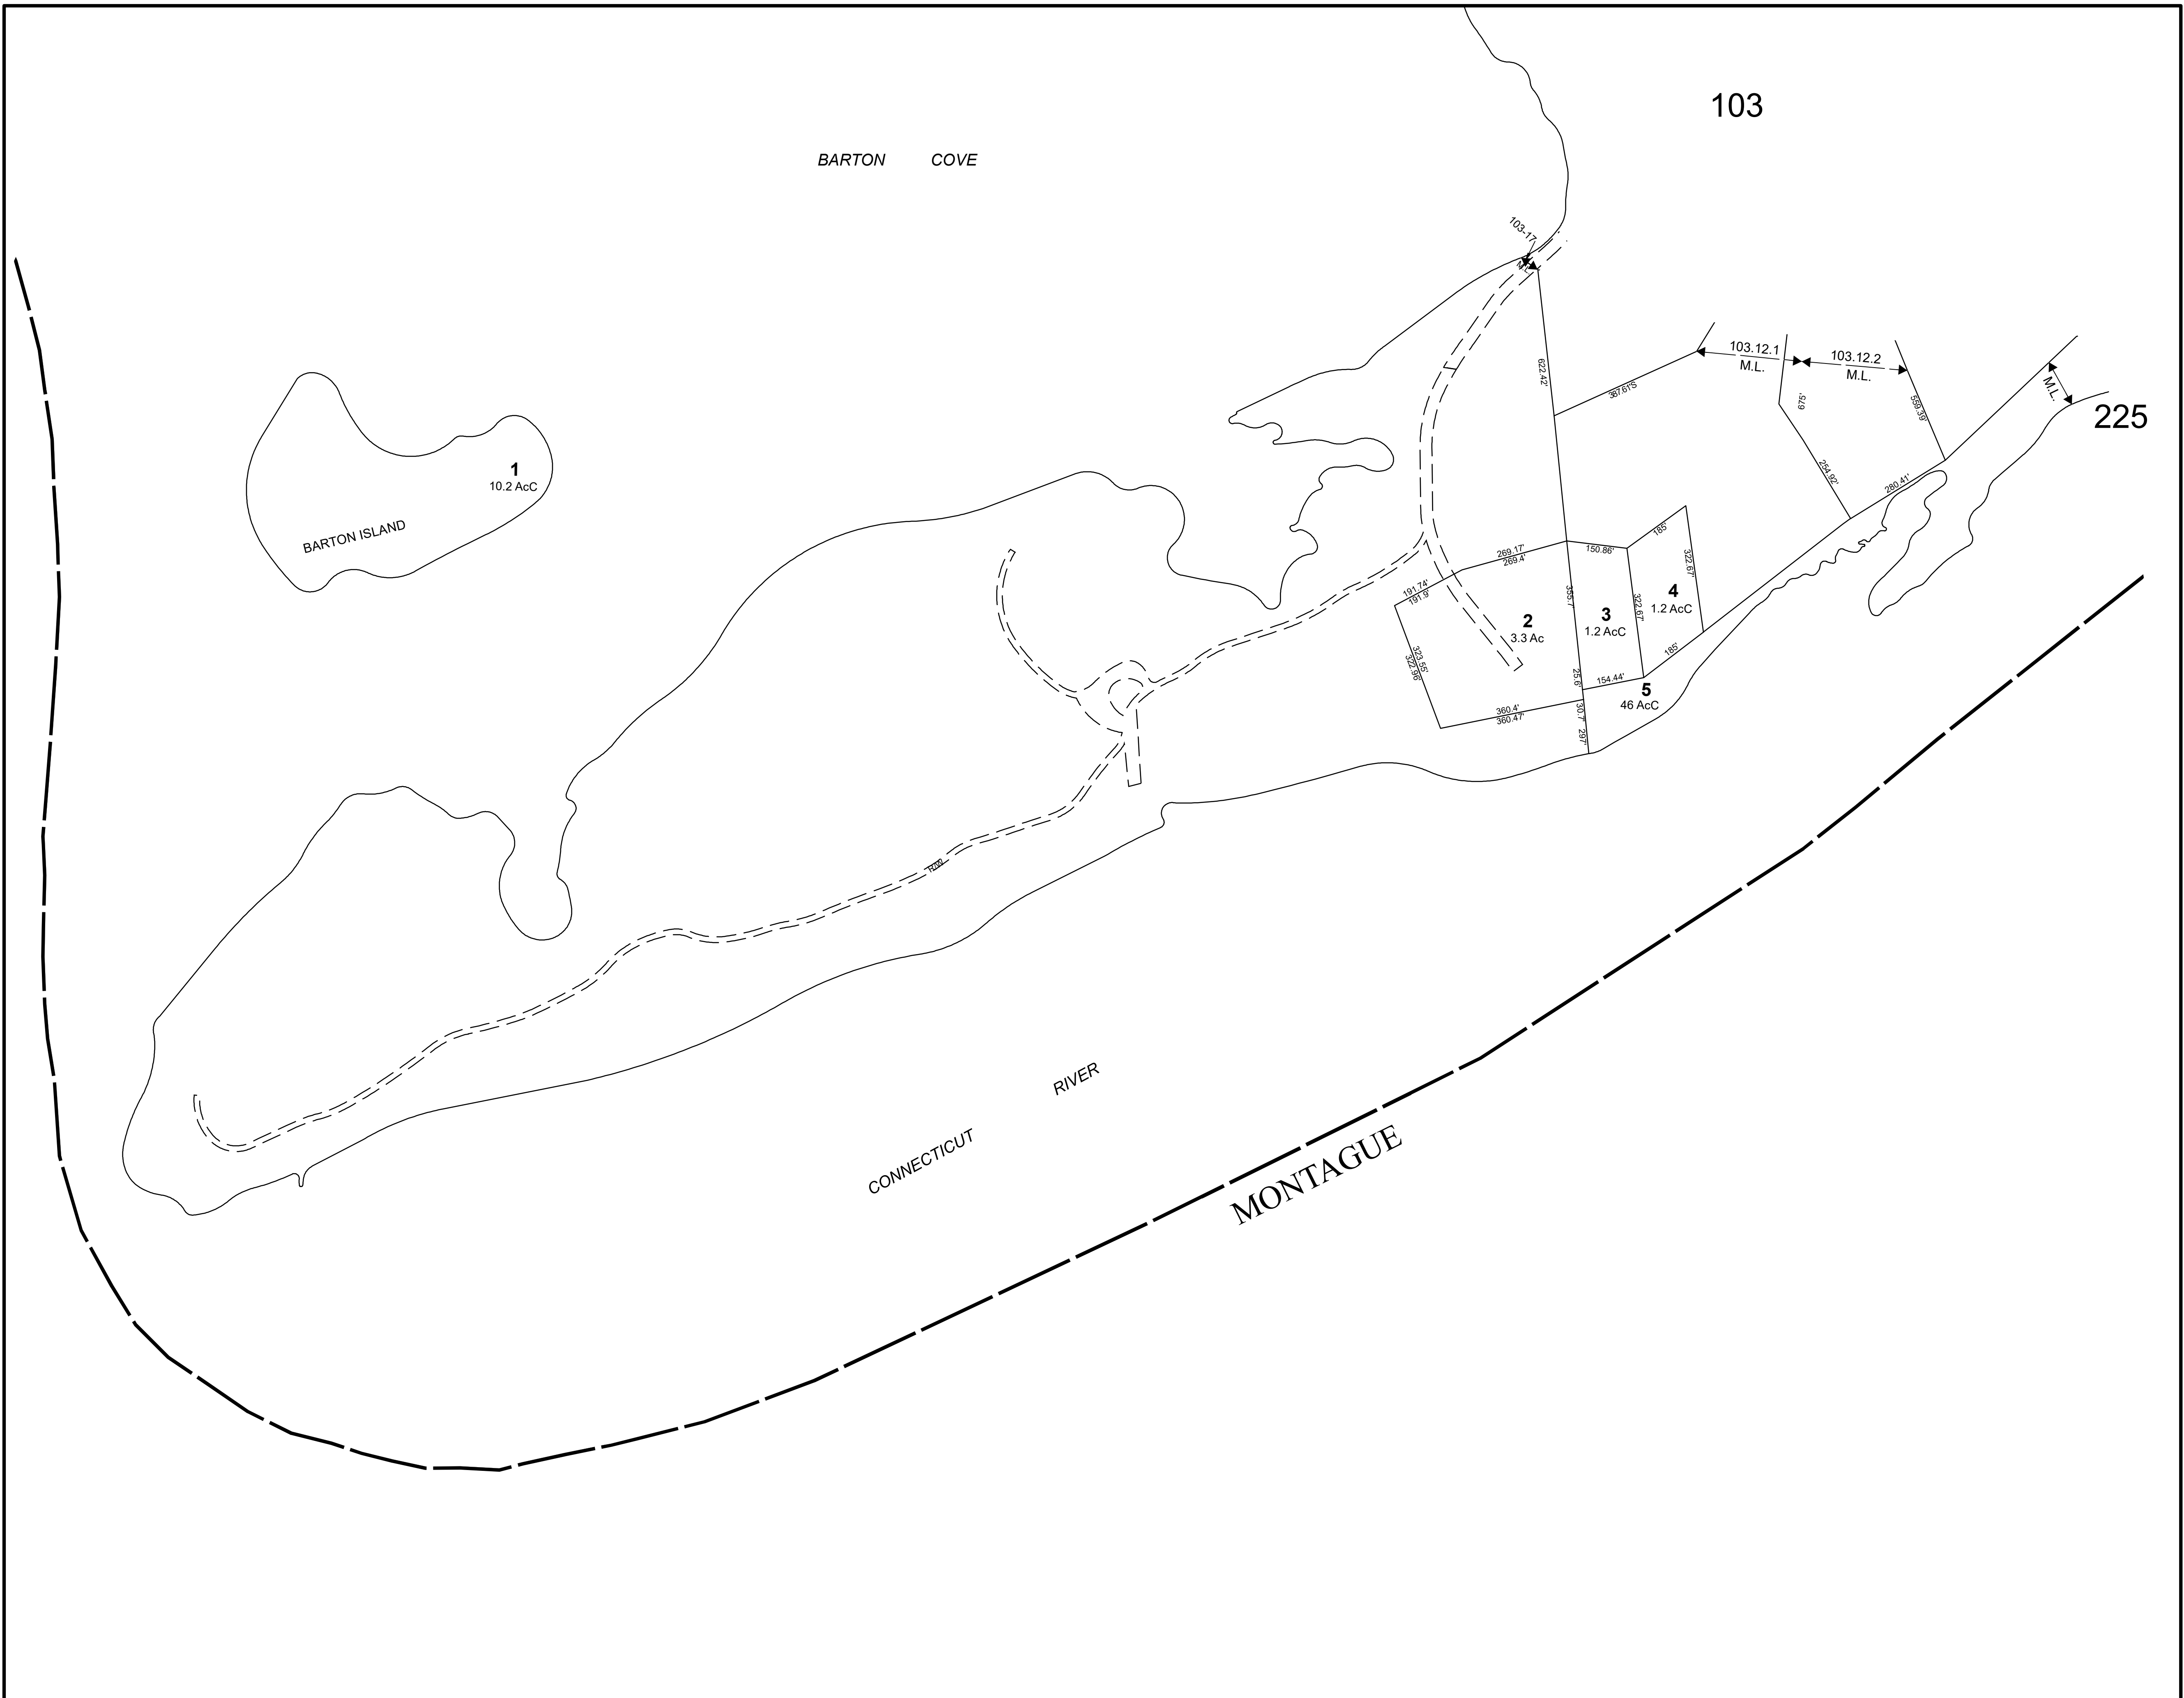 103
BARTON COVE
103-17
M.L.
103.12.1
M.L.
103.12.2
M.L.
M.L.
225
622.42'
387.61'S
675'
559.39'
254.92'
280.41'
1
10.2 AcC
BARTON ISLAND
269.17'
269.4'
150.86'
185'
322.67'
191.74'
191.9'
355.7'
322.67'
4
1.2 AcC
3
1.2 AcC
2
3.3 Ac
323.55'
322.96'
185'
25.6'
154.44'
5
46 AcC
360.4'
360.47'
30.7'
297'
RIVER
CONNECTICUT
MONTAGUE